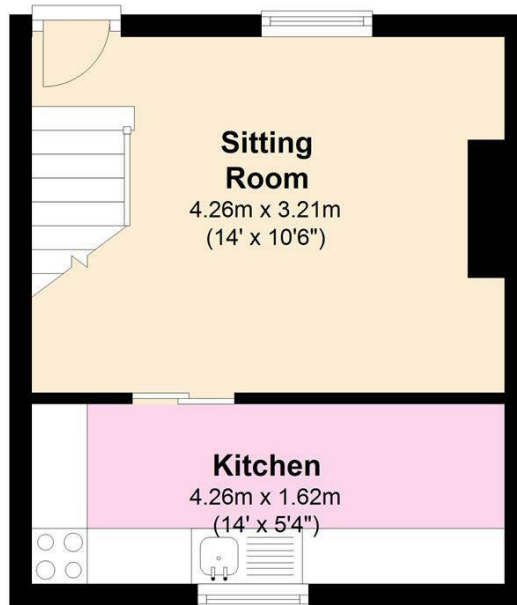 Sitting
Room
4.26m x 3.21m
(14' x 10'6")
Kitchen
4.26m x 1.62m
(14' x 5'4")